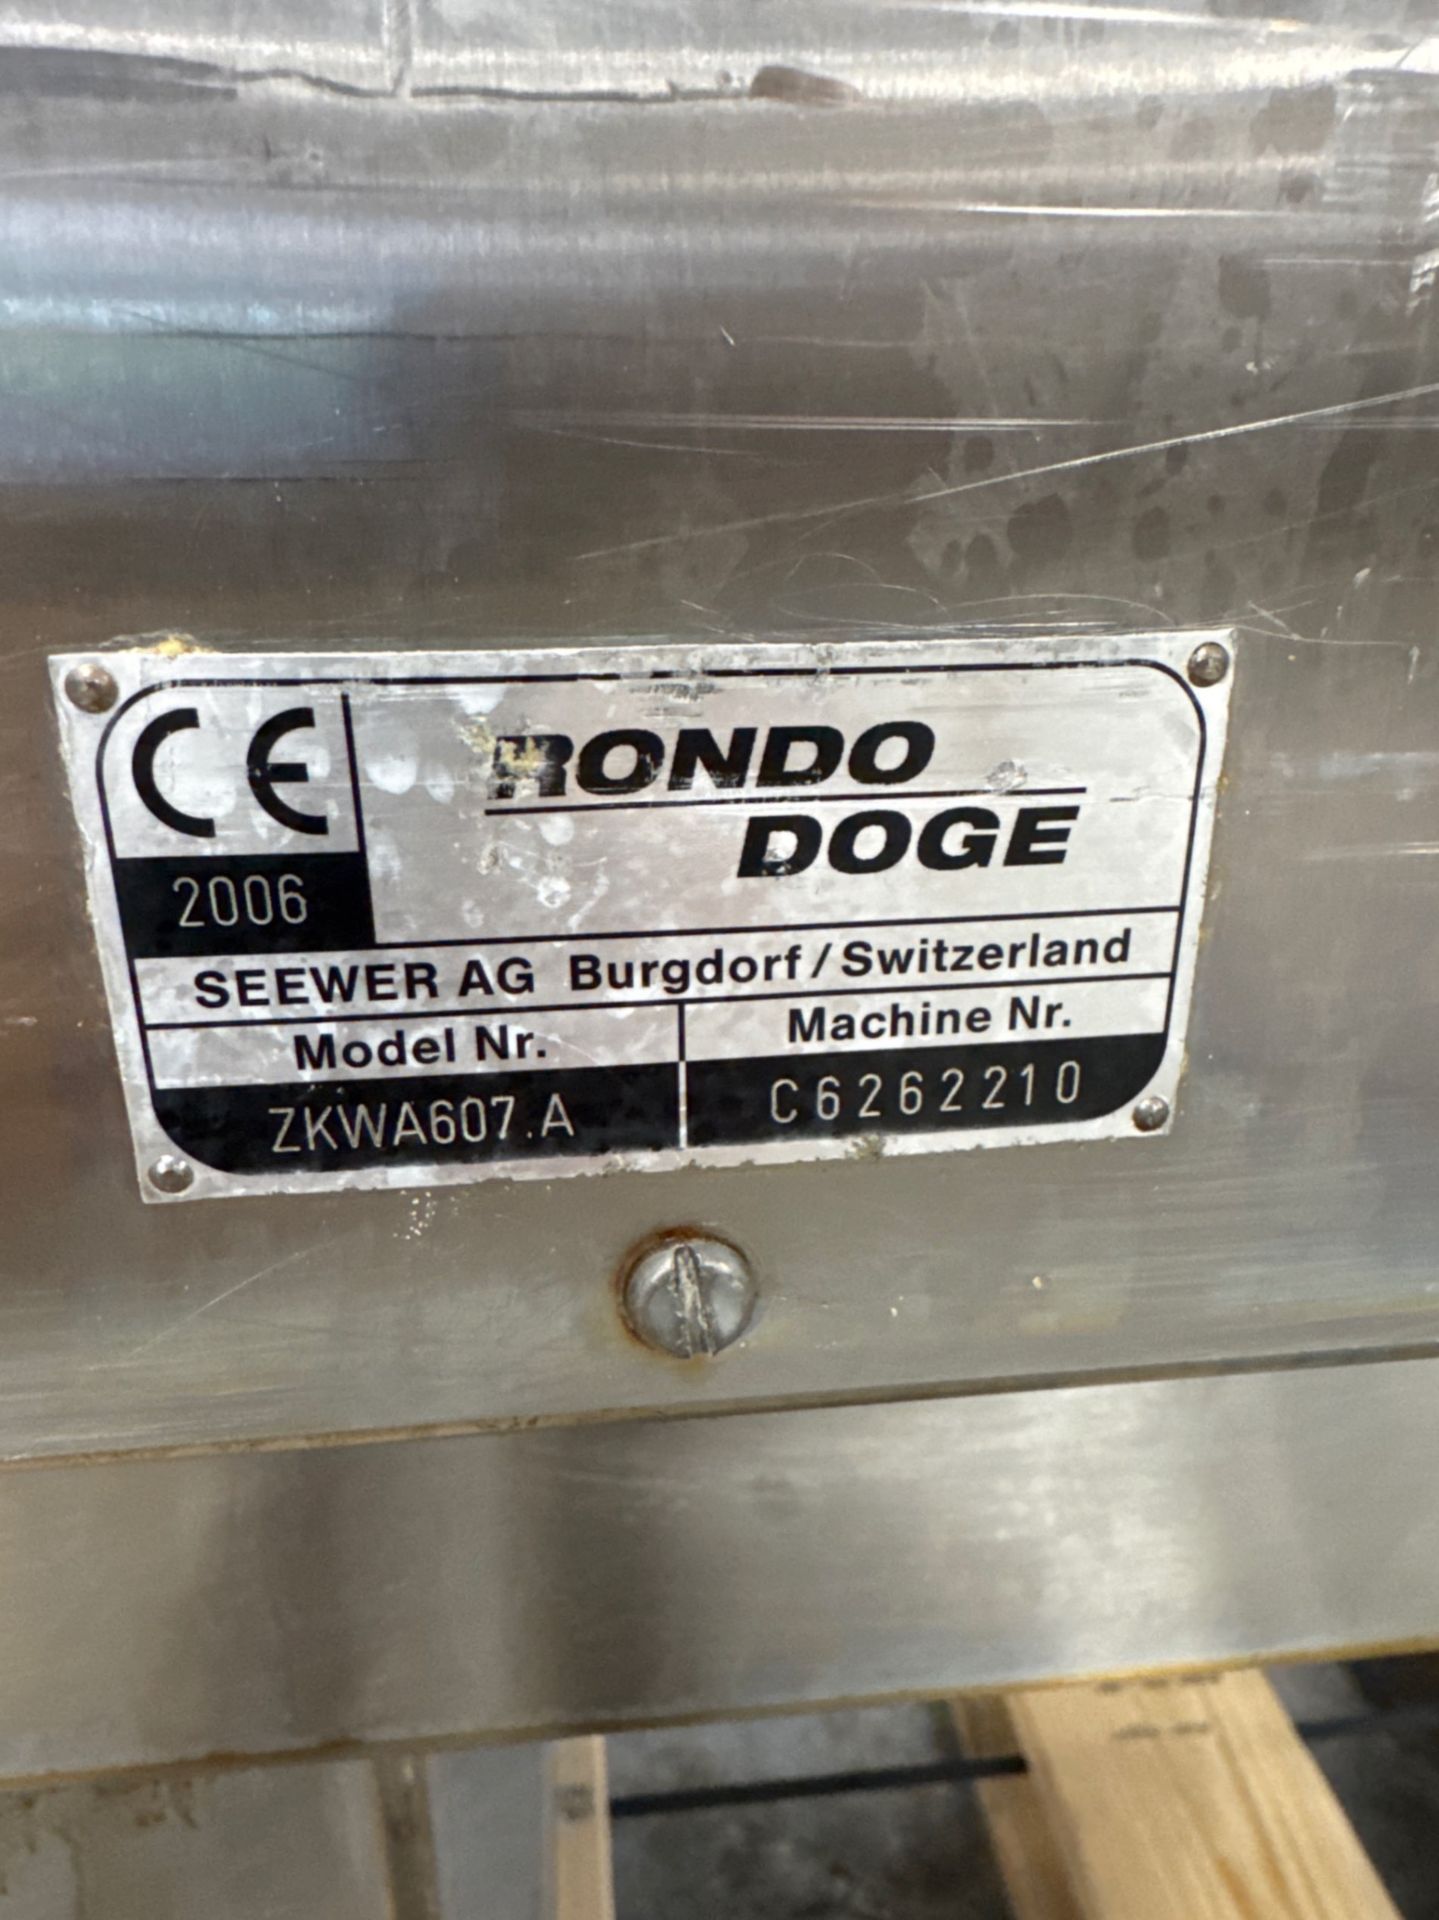 CE
RONDO
DOGE
2006
SEEWER AG Burgdorf / Switzerland
Model Nr.
Machine Nr.
ZKWA607.A
C6262210